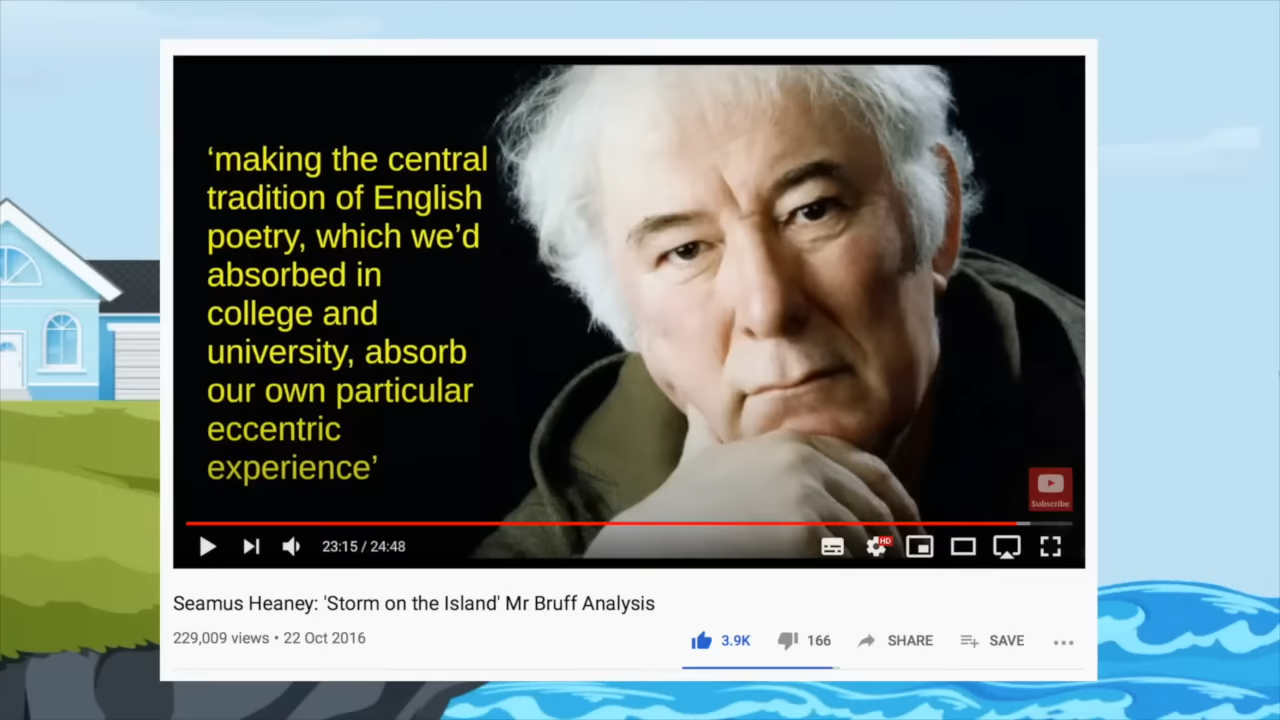 ‘making the central
tradition of English
poetry, which we’d
absorbed in
college and
university, absorb
our own particular
eccentric
experience’
Subscribe
23:15 / 24:48
HD
Seamus Heaney: 'Storm on the Island' Mr Bruff Analysis
229,009 views • 22 Oct 2016
3.9K
166
SHARE
SAVE